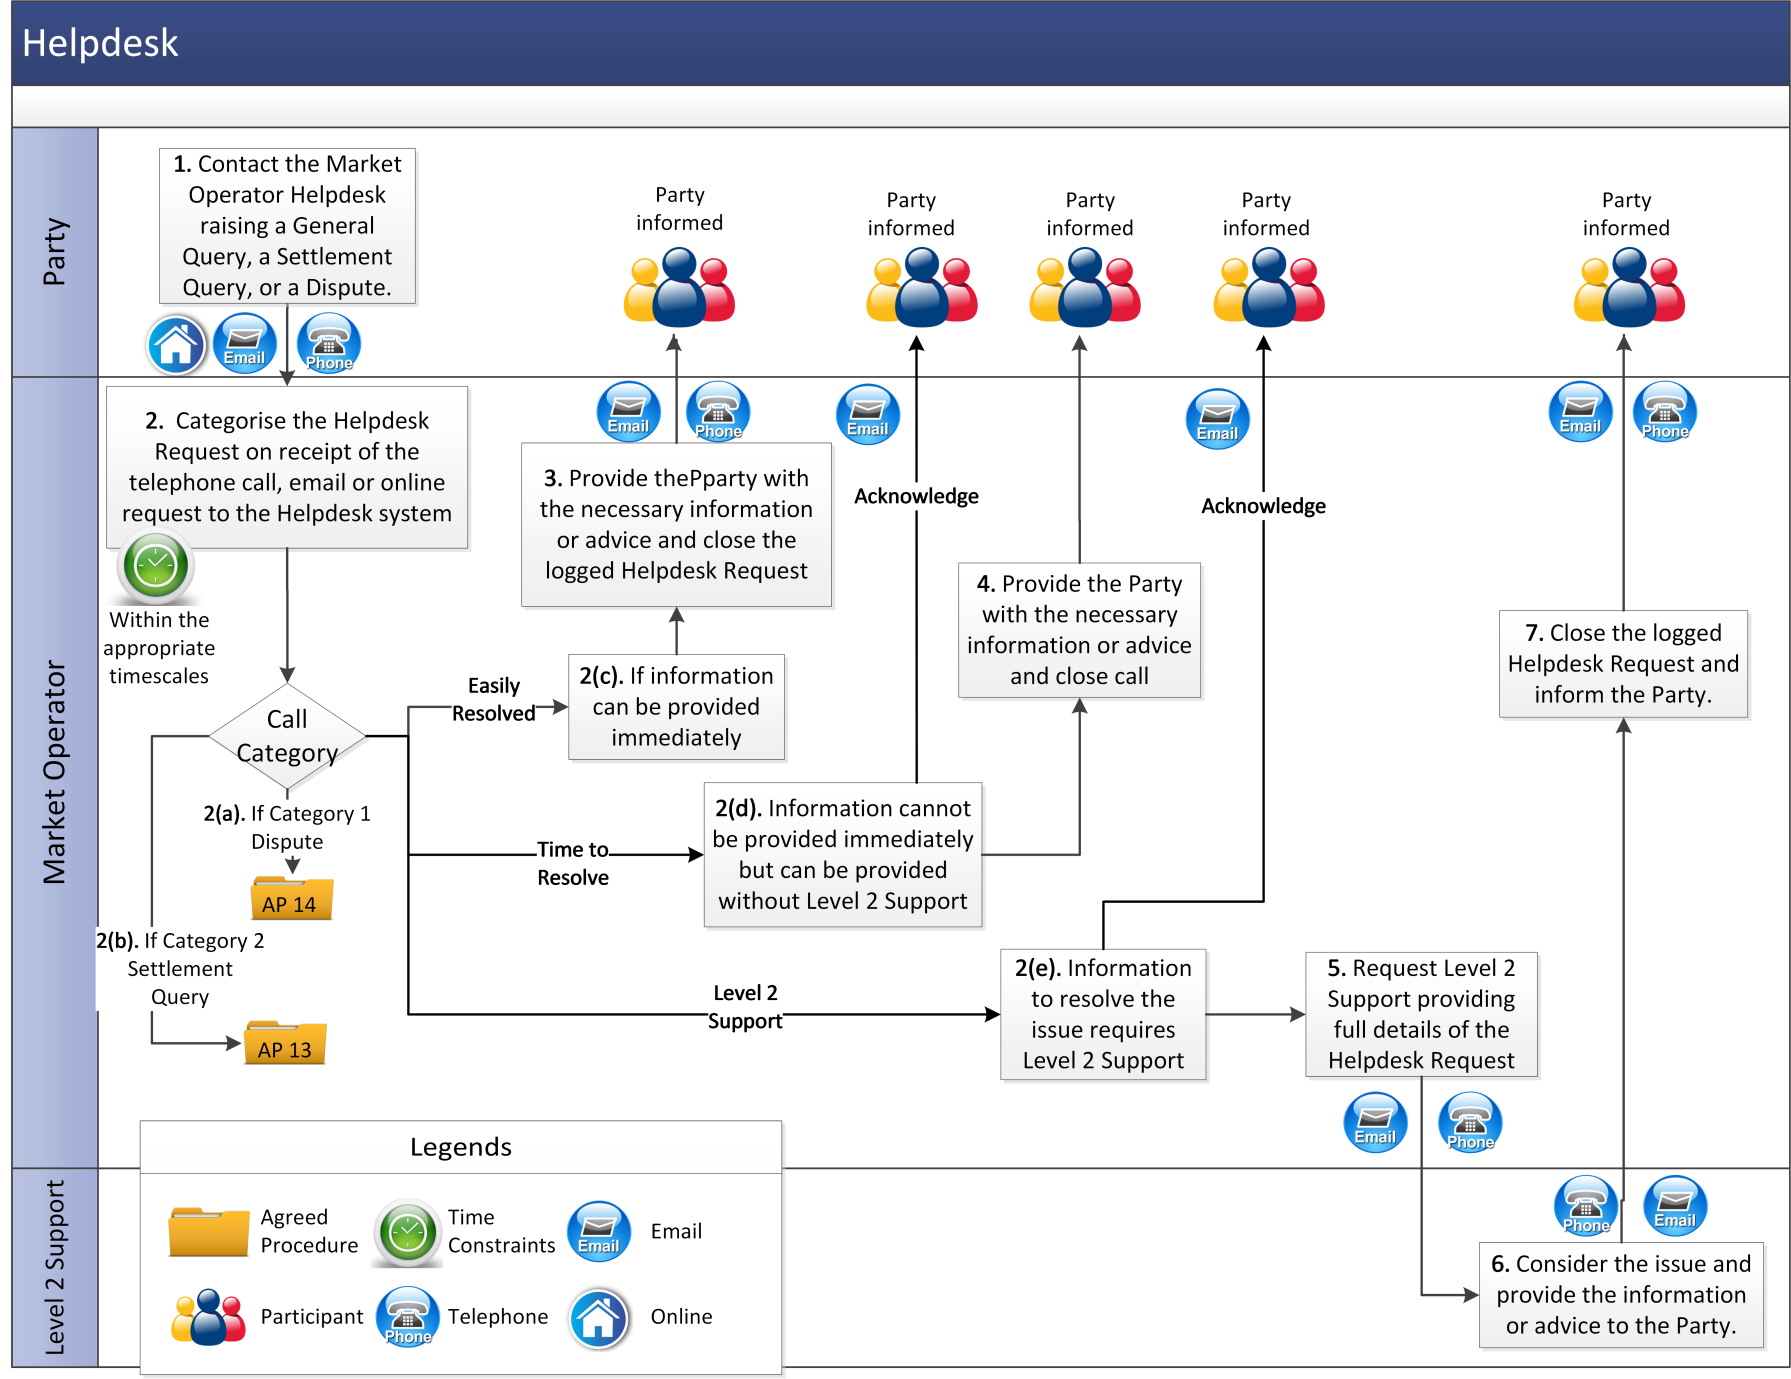 Helpdesk
Party
1. Contact the Market
Operator Helpdesk
raising a General
Query, a Settlement
Query, or a Dispute.
Email
Phone
Party
informed
Party
informed
Party
informed
Party
informed
Party
informed
Market Operator
2. Categorise the Helpdesk
Request on receipt of the
telephone call, email or online
request to the Helpdesk system
Within the
appropriate
timescales
Call
Category
2(a). If Category 1
Dispute
AP 14
2(b). If Category 2
Settlement
Query
AP 13
Easily
Resolved
2(c). If information
can be provided
immediately
Email
Phone
3. Provide thePparty with
the necessary information
or advice and close the
logged Helpdesk Request
Time to
Resolve
2(d). Information cannot
be provided immediately
but can be provided
without Level 2 Support
Email
Acknowledge
4. Provide the Party
with the necessary
information or advice
and close call
Level 2
Support
2(e). Information
to resolve the
issue requires
Level 2 Support
Email
Acknowledge
5. Request Level 2
Support providing
full details of the
Helpdesk Request
Email
Phone
Email
Phone
7. Close the logged
Helpdesk Request and
inform the Party.
Level 2 Support
Phone
Email
6. Consider the issue and
provide the information
or advice to the Party.
Legends
Agreed
Procedure
Time
Constraints
Email
Email
Participant
Phone
Telephone
Online